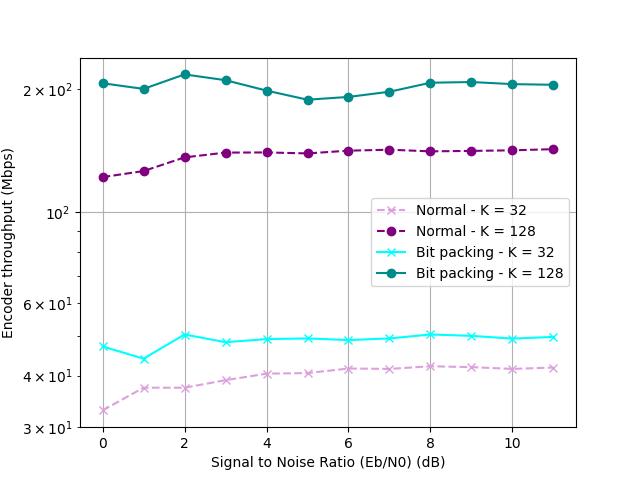 Encoder throughput (Mbps)
2 × 10²
10²
6 × 10¹
4 × 10¹
3 × 10¹
Normal - K = 32
Normal - K = 128
Bit packing - K = 32
Bit packing - K = 128
0 2 4 6 8 10
Signal to Noise Ratio (Eb/N0) (dB)